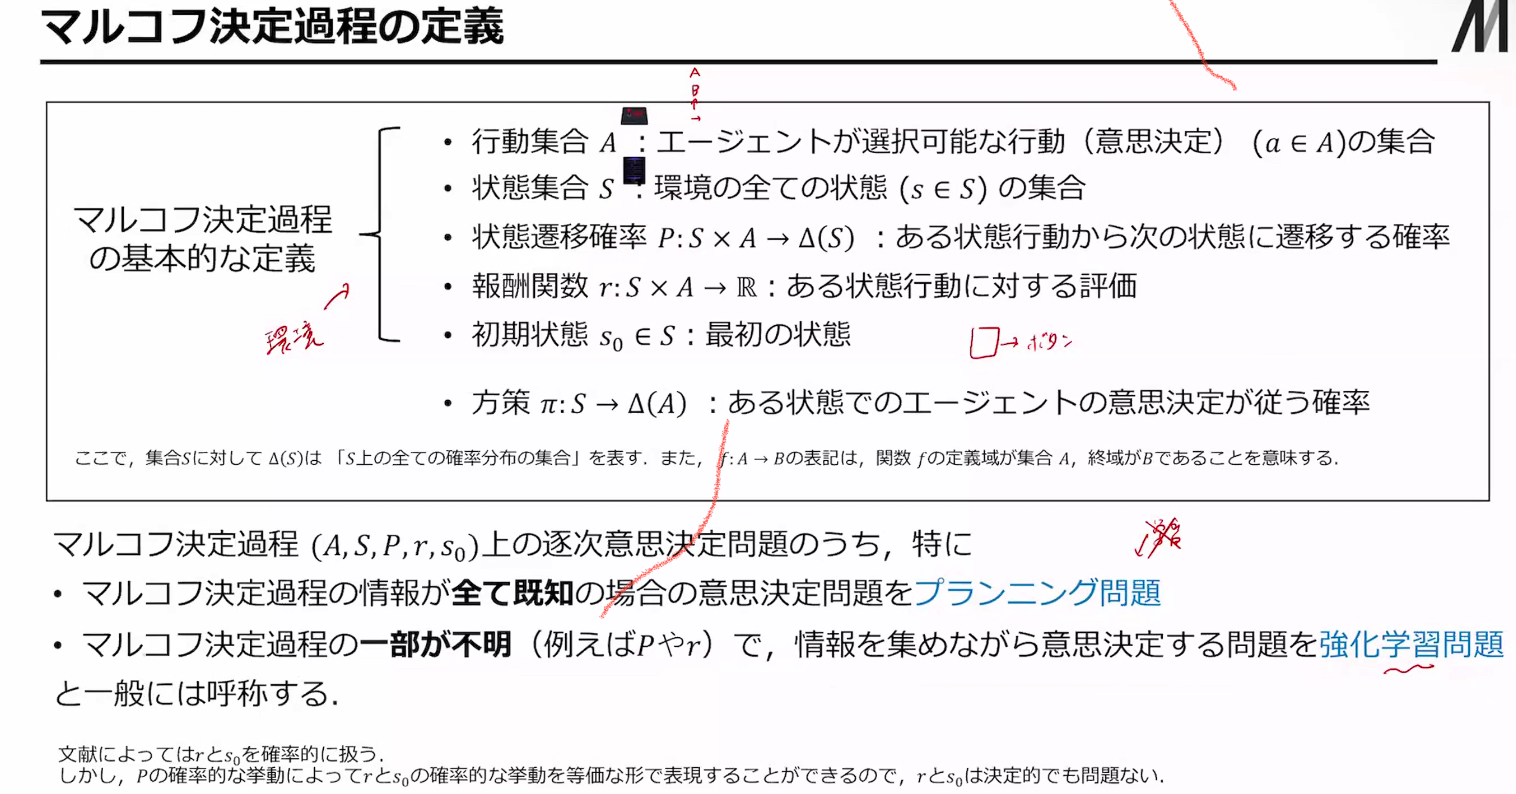 マルコフ決定過程の定義
A
B
↑
→
マルコフ決定過程
の基本的な定義
環境
• 行動集合 A :エージェントが選択可能な行動(意思決定) (a ∈ A)の集合
• 状態集合 S :環境の全ての状態 (s ∈ S) の集合
• 状態遷移確率 P: S × A → Δ(S) :ある状態行動から次の状態に遷移する確率
• 報酬関数 r: S × A → ℝ:ある状態行動に対する評価
• 初期状態 s₀ ∈ S:最初の状態
□→ボタン
• 方策 π: S → Δ(A) :ある状態でのエージェントの意思決定が従う確率
ここで,集合Sに対して Δ(S)は 「S上の全ての確率分布の集合」を表す.また, f: A → Bの表記は,関数 fの定義域が集合 A,終域がBであることを意味する.
マルコフ決定過程 (A, S, P, r, s₀)上の逐次意思決定問題のうち,特に
• マルコフ決定過程の情報が全て既知の場合の意思決定問題をプランニング問題
• マルコフ決定過程の一部が不明(例えばPやr)で,情報を集めながら意思決定する問題を強化学習問題
と一般には呼称する.
文献によってはrとs₀を確率的に扱う.
しかし,Pの確率的な挙動によってrとs₀の確率的な挙動を等価な形で表現することができるので,rとs₀は決定的でも問題ない.